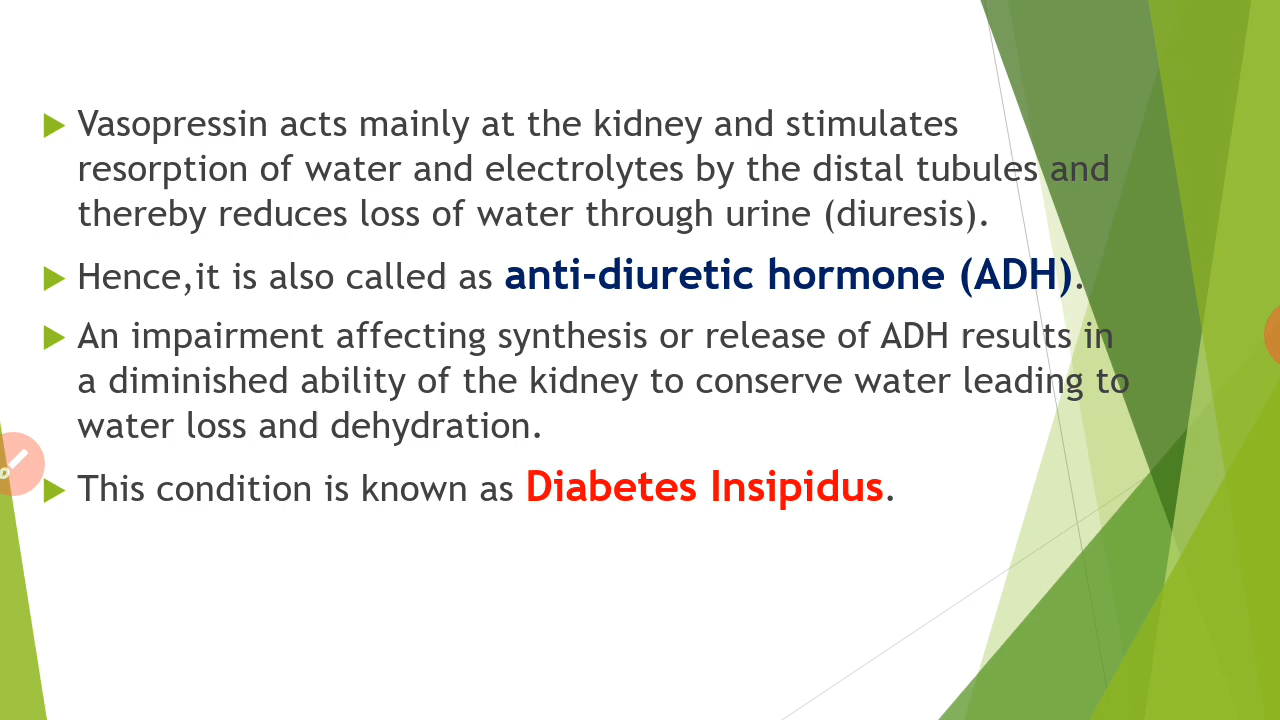 Vasopressin acts mainly at the kidney and stimulates
resorption of water and electrolytes by the distal tubules and
thereby reduces loss of water through urine (diuresis).
Hence,it is also called as anti-diuretic hormone (ADH).
An impairment affecting synthesis or release of ADH results in
a diminished ability of the kidney to conserve water leading to
water loss and dehydration.
This condition is known as Diabetes Insipidus.